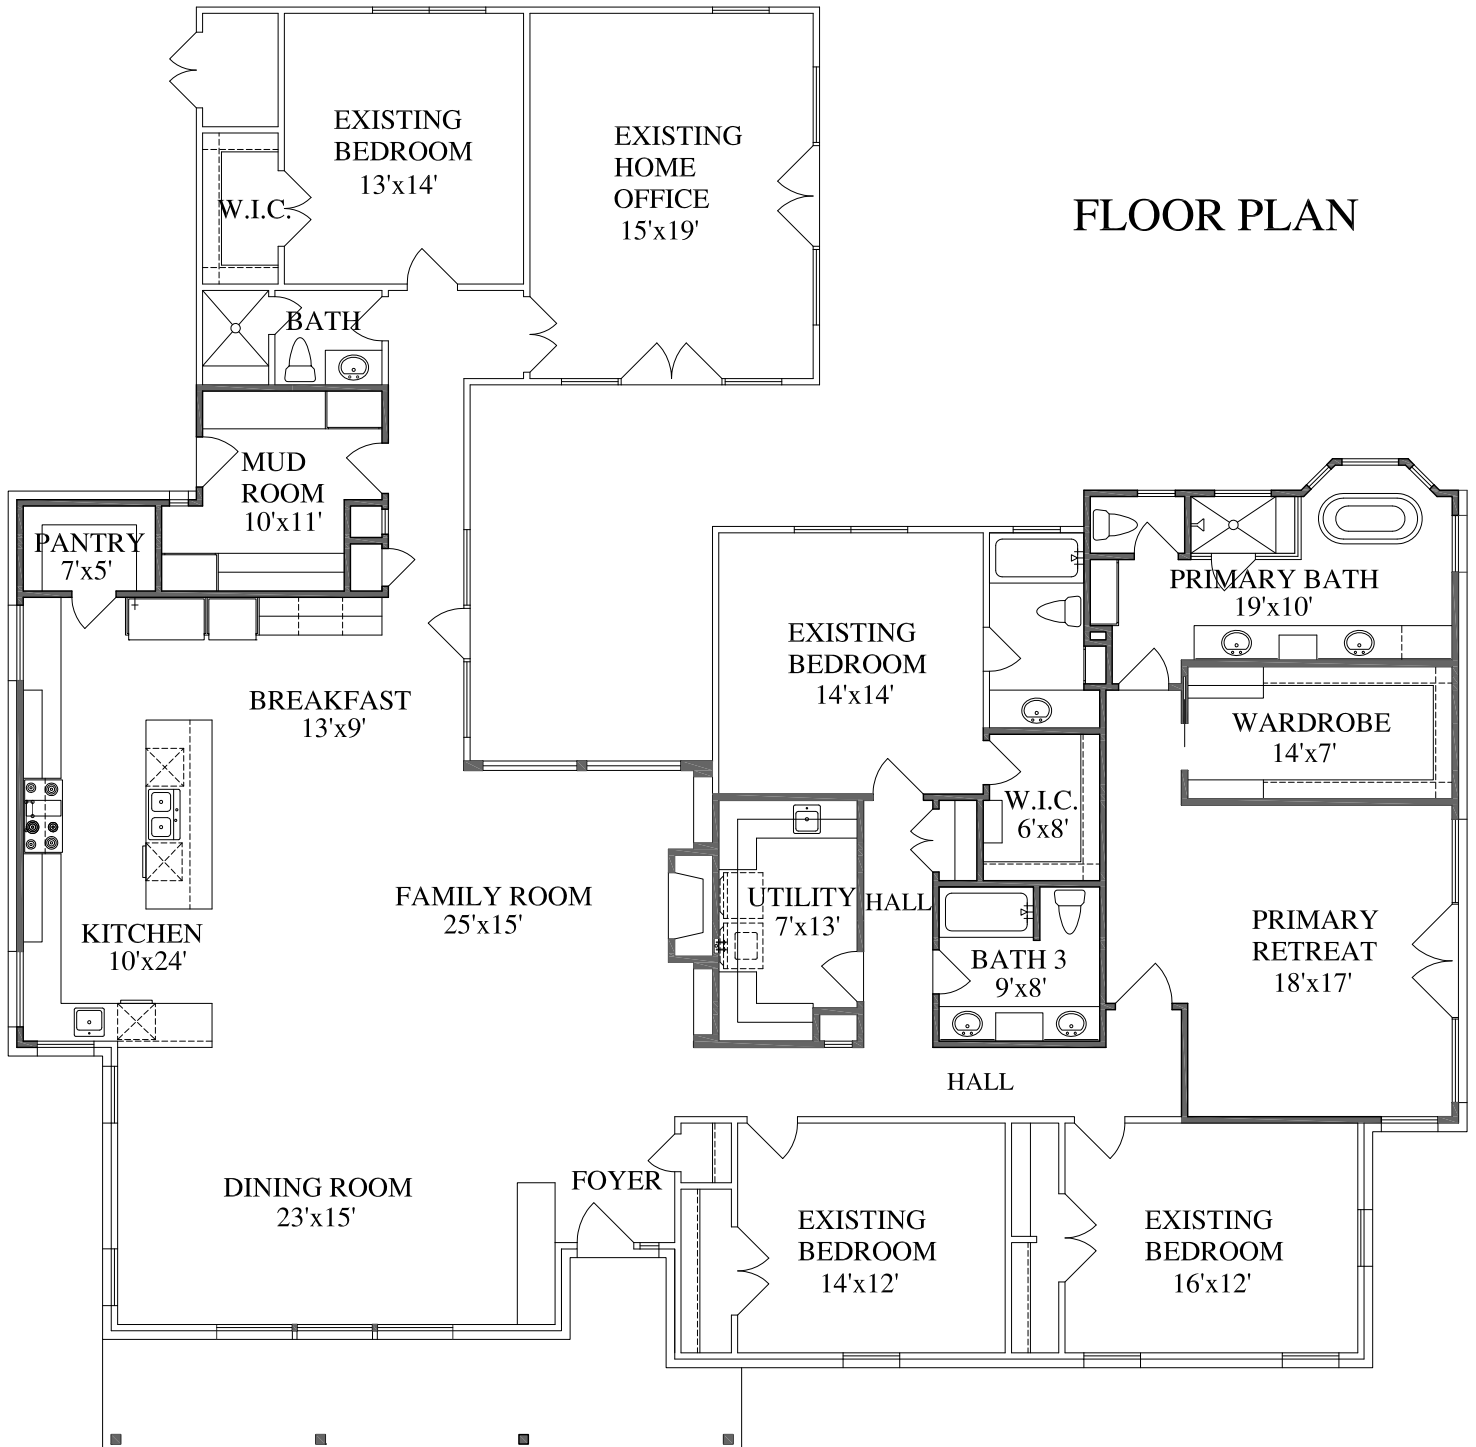 EXISTING
BEDROOM
13'x14'
EXISTING
HOME
OFFICE
15'x19'
W.I.C.
FLOOR PLAN
BATH
MUD
ROOM
10'x11'
PANTRY
7'x5'
PRIMARY BATH
19'x10'
EXISTING
BEDROOM
14'x14'
BREAKFAST
13'x9'
WARDROBE
14'x7'
W.I.C.
6'x8'
FAMILY ROOM
25'x15'
UTILITY
7'x13'
HALL
KITCHEN
10'x24'
BATH 3
9'x8'
PRIMARY
RETREAT
18'x17'
HALL
DINING ROOM
23'x15'
FOYER
EXISTING
BEDROOM
14'x12'
EXISTING
BEDROOM
16'x12'